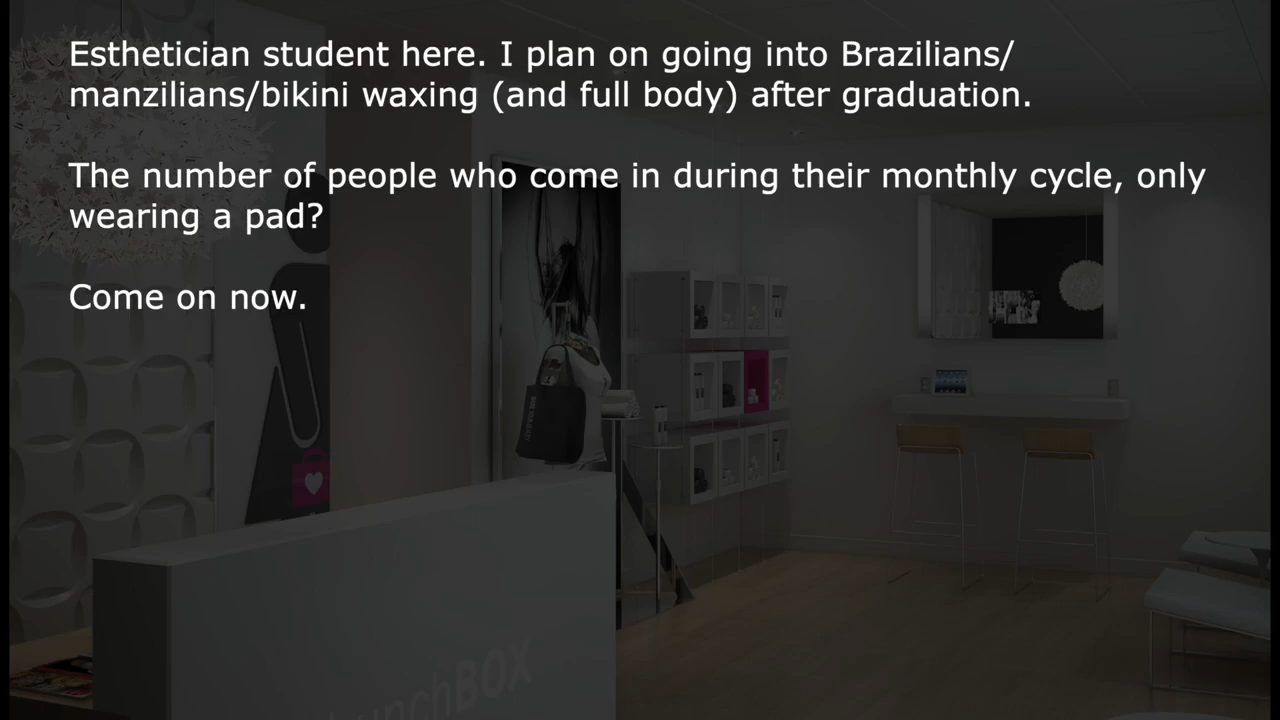 Esthetician student here. I plan on going into Brazilians/
manzilians/bikini waxing (and full body) after graduation.
The number of people who come in during their monthly cycle, only
wearing a pad?
Come on now.